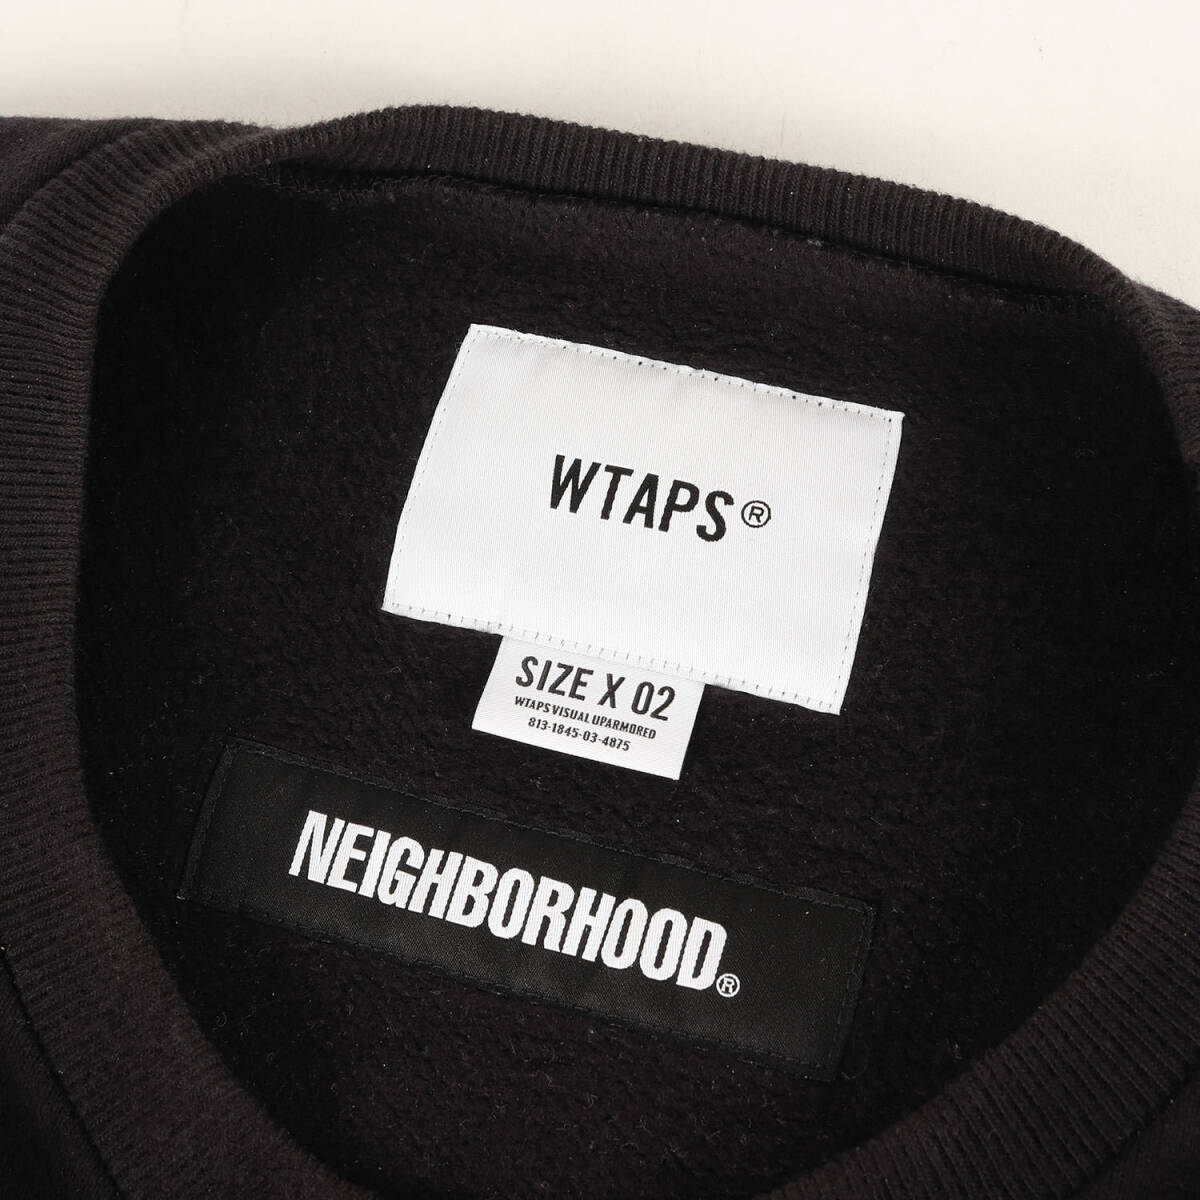 WTAPS®
SIZE X 02
WTAPS VISUAL UPARMORED
813-1845-03-4875
NEIGHBORHOOD®